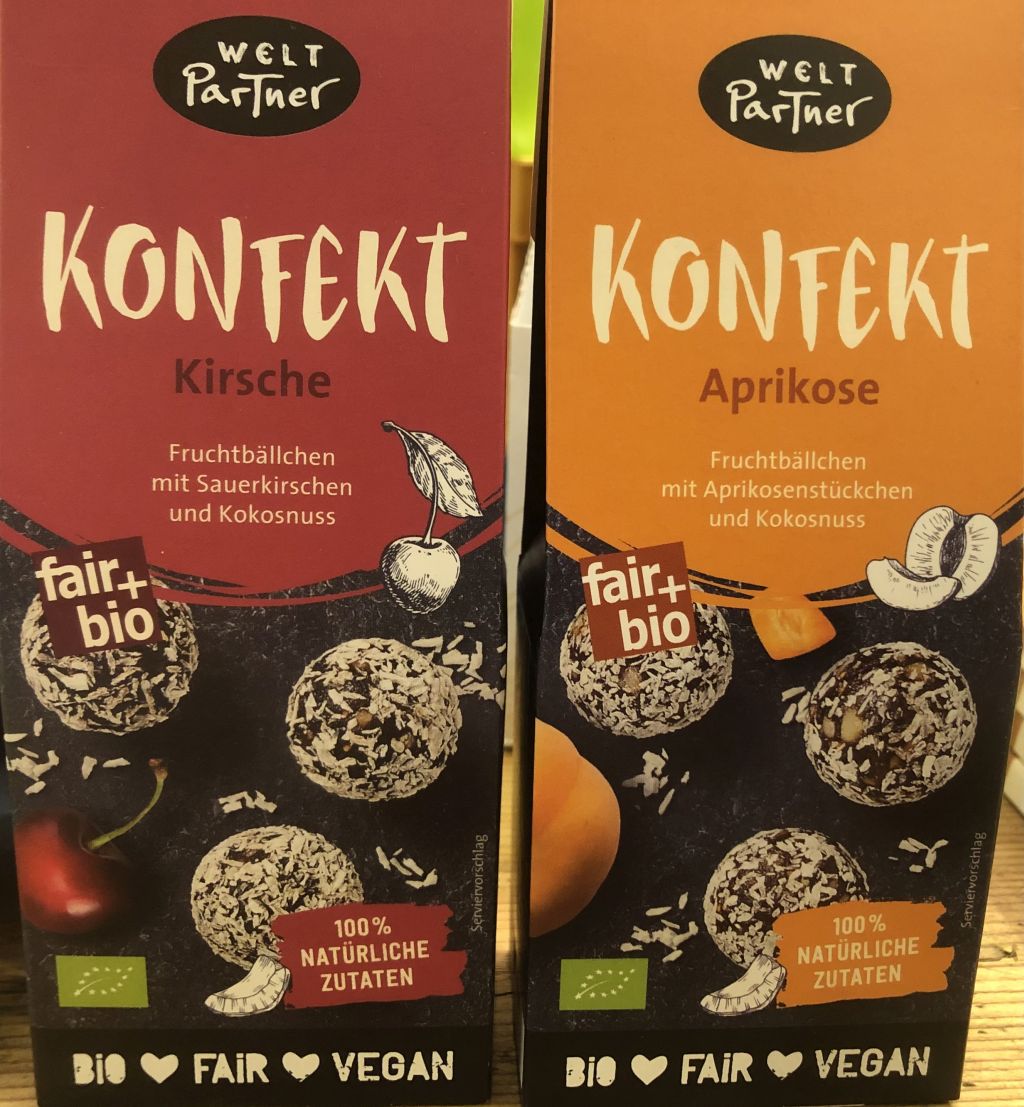 WELT
PARTNER
KONFEKT
Kirsche
Fruchtbällchen
mit Sauerkirschen
und Kokosnuss
fair+
bio
Serviervorschlag
100%
NATÜRLICHE
ZUTATEN
BIO FAIR VEGAN
WELT
PARTNER
KONFEKT
Aprikose
Fruchtbällchen
mit Aprikosenstückchen
und Kokosnuss
fair+
bio
Serviervorschlag
100%
NATÜRLICHE
ZUTATEN
BIO FAIR VEGAN